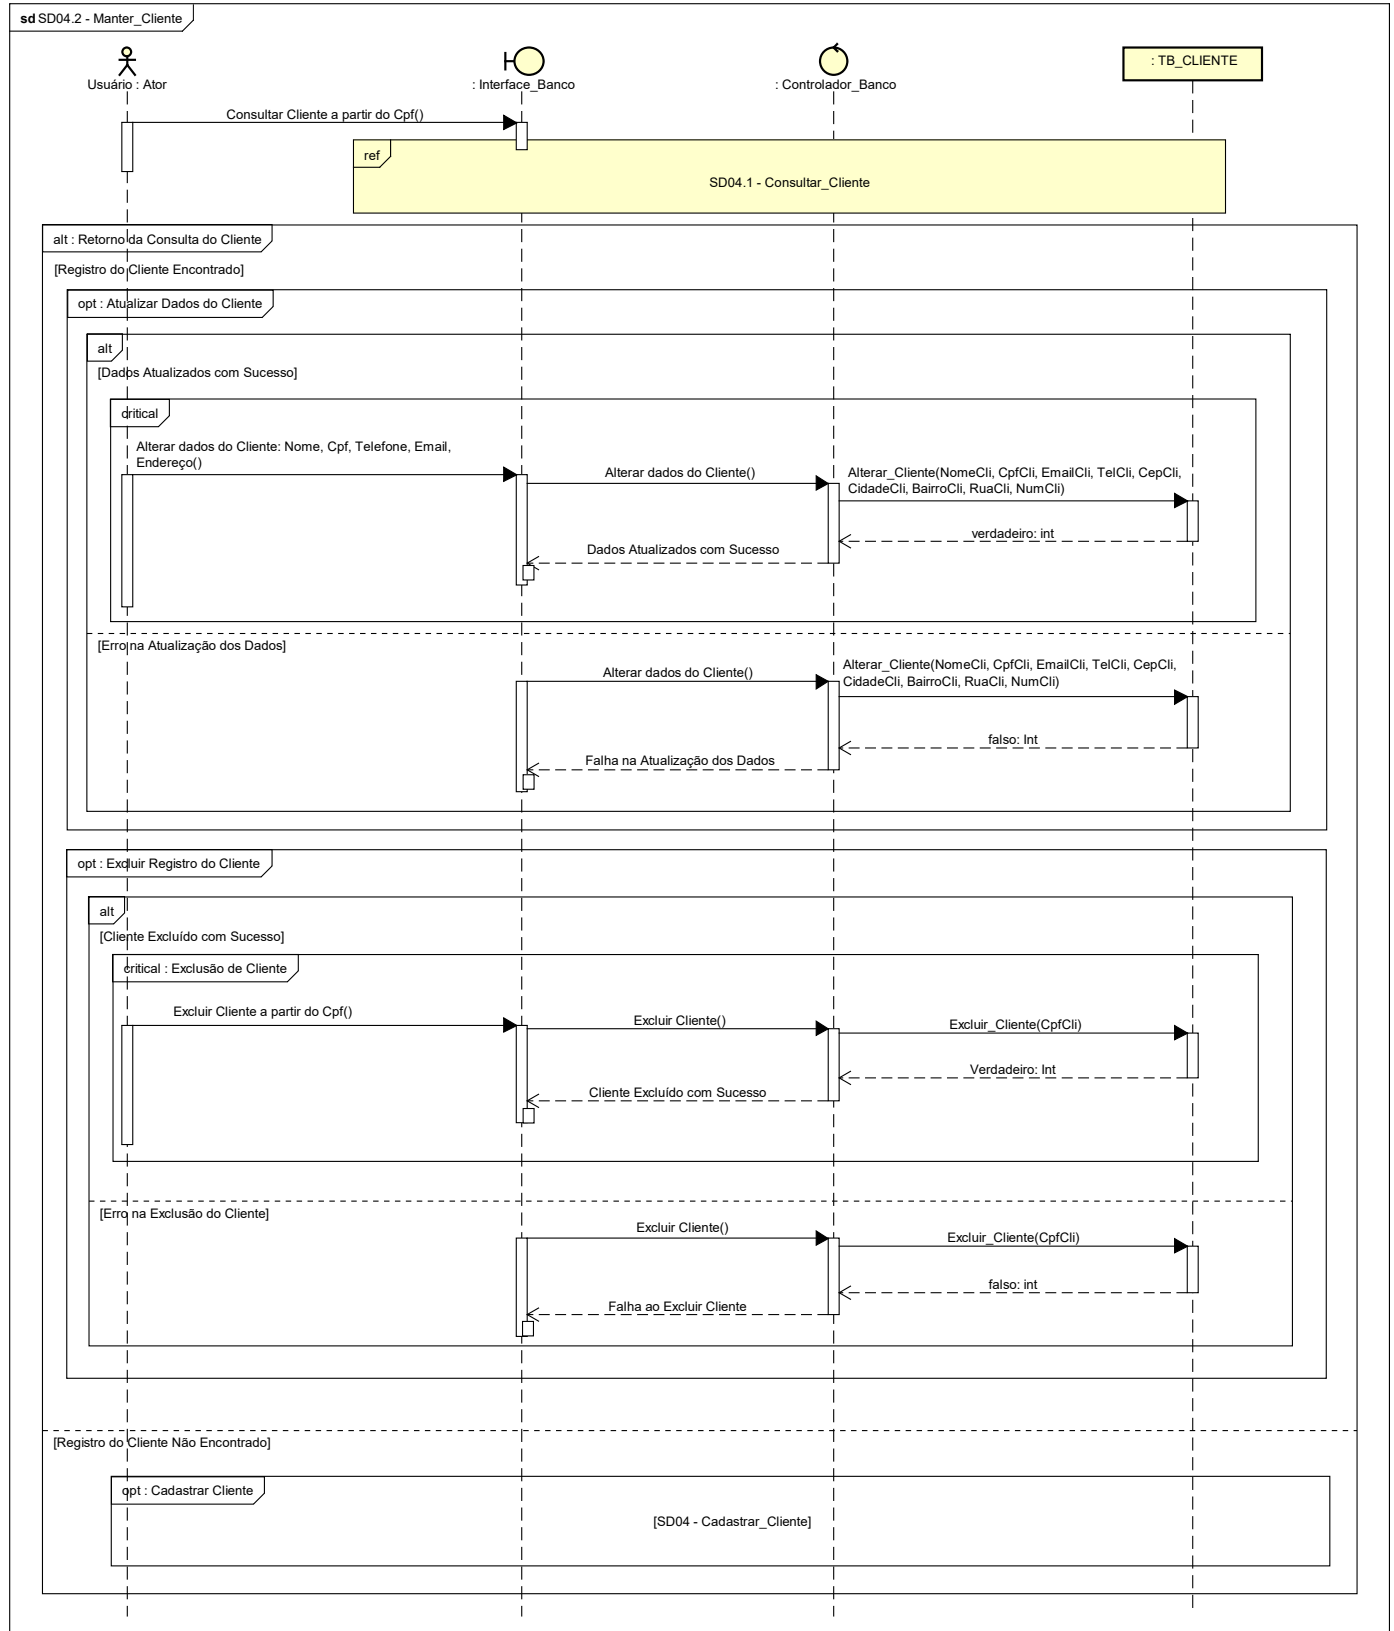 sd SD04.2 - Manter_Cliente
Usuário : Ator
: Interface_Banco
: Controlador_Banco
: TB_CLIENTE
Consultar Cliente a partir do Cpf()
ref
SD04.1 - Consultar_Cliente
alt : Retorno da Consulta do Cliente
[Registro do Cliente Encontrado]
opt : Atualizar Dados do Cliente
alt
[Dados Atualizados com Sucesso]
critical
Alterar dados do Cliente: Nome, Cpf, Telefone, Email,
Endereço()
Alterar dados do Cliente()
Alterar_Cliente(NomeCli, CpfCli, EmailCli, TelCli, CepCli,
CidadeCli, BairroCli, RuaCli, NumCli)
verdadeiro: int
Dados Atualizados com Sucesso
[Erro na Atualização dos Dados]
Alterar dados do Cliente()
Alterar_Cliente(NomeCli, CpfCli, EmailCli, TelCli, CepCli,
CidadeCli, BairroCli, RuaCli, NumCli)
falso: Int
Falha na Atualização dos Dados
opt : Excluir Registro do Cliente
alt
[Cliente Excluído com Sucesso]
critical : Exclusão de Cliente
Excluir Cliente a partir do Cpf()
Excluir Cliente()
Excluir_Cliente(CpfCli)
Verdadeiro: Int
Cliente Excluído com Sucesso
[Erro na Exclusão do Cliente]
Excluir Cliente()
Excluir_Cliente(CpfCli)
falso: int
Falha ao Excluir Cliente
[Registro do Cliente Não Encontrado]
opt : Cadastrar Cliente
[SD04 - Cadastrar_Cliente]